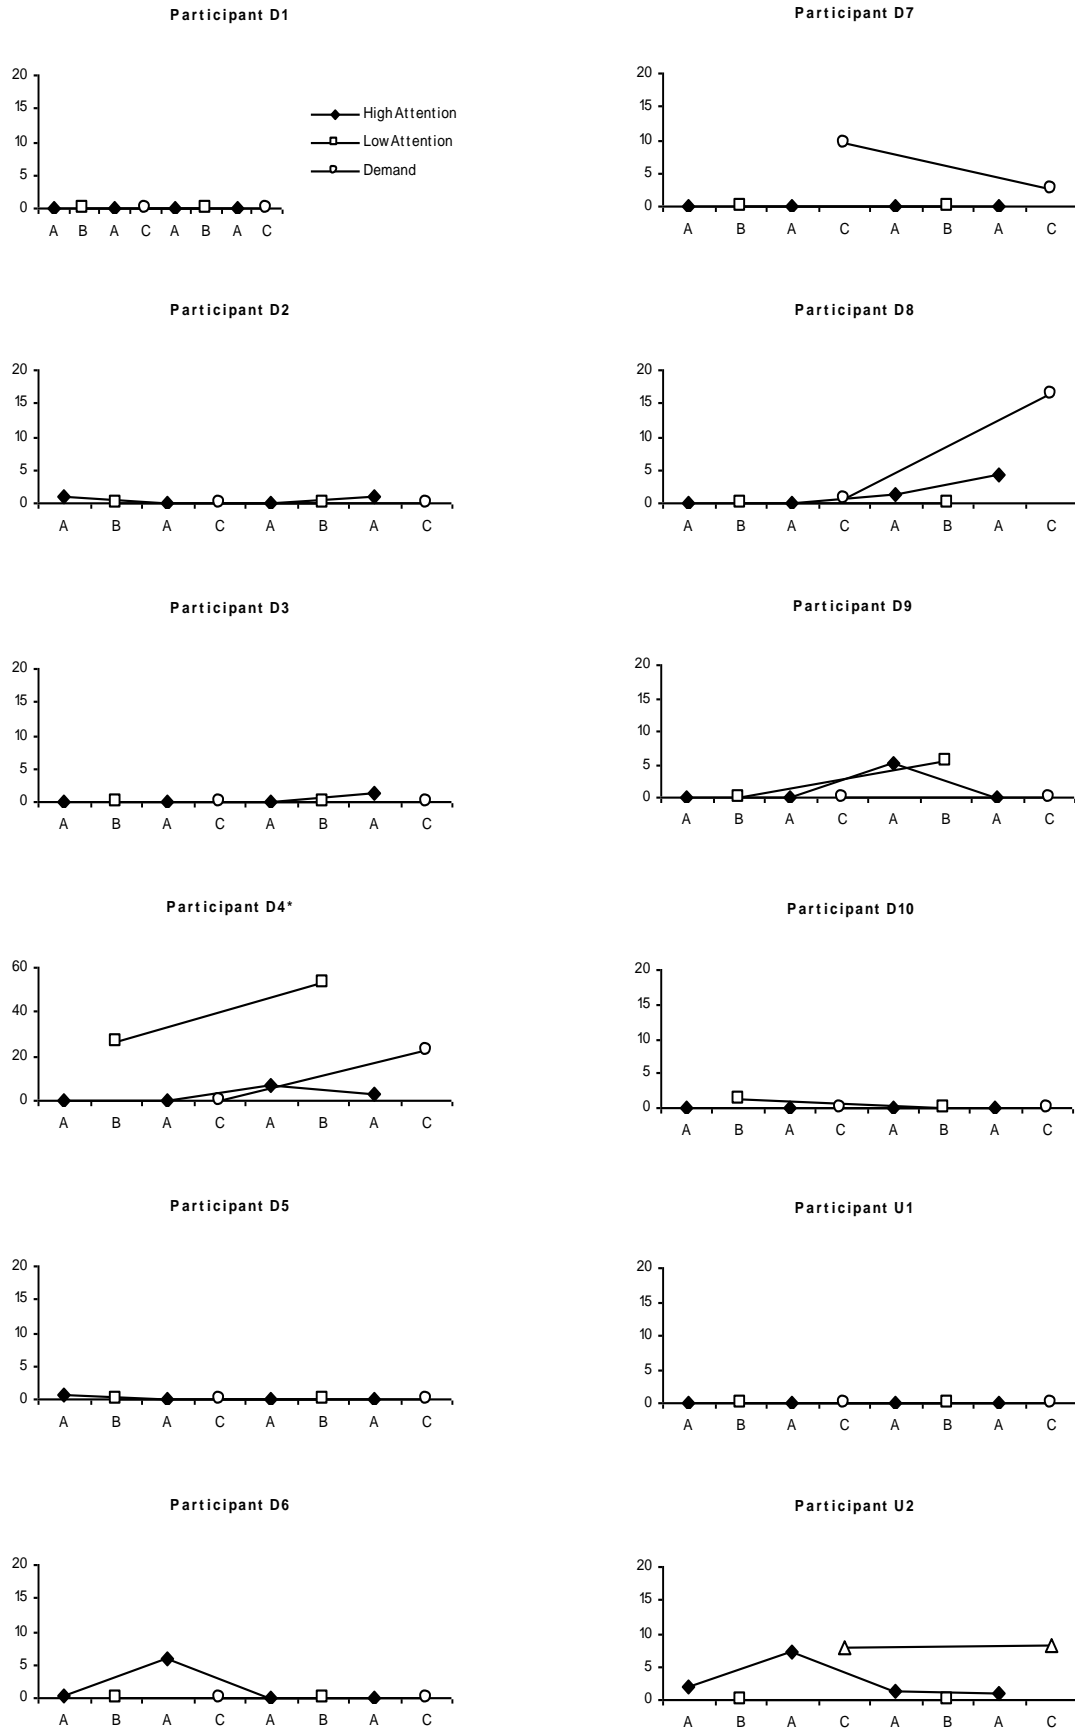 Participant D1
20
15
10
5
0
A B A C A B A C
High Attention
Low Attention
Demand
Participant D2
20
15
10
5
0
A B A C A B A C
Participant D3
20
15
10
5
0
A B A C A B A C
Participant D4*
60
40
20
0
A B A C A B A C
Participant D5
20
15
10
5
0
A B A C A B A C
Participant D6
20
15
10
5
0
A B A C A B A C
Participant D7
20
15
10
5
0
A B A C A B A C
Participant D8
20
15
10
5
0
A B A C A B A C
Participant D9
20
15
10
5
0
A B A C A B A C
Participant D10
20
15
10
5
0
A B A C A B A C
Participant U1
20
15
10
5
0
A B A C A B A C
Participant U2
20
15
10
5
0
A B A C A B A C